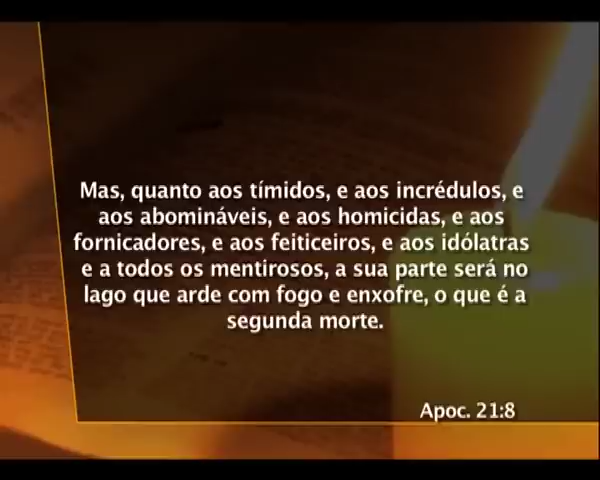 Mas, quanto aos tímidos, e aos incrédulos, e
aos abomináveis, e aos homicidas, e aos
fornicadores, e aos feiticeiros, e aos idólatras
e a todos os mentirosos, a sua parte será no
lago que arde com fogo e enxofre, o que é a
segunda morte.
Apoc. 21:8